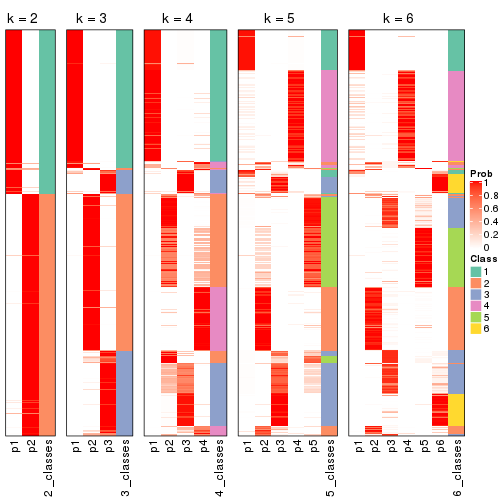 k = 2
k = 3
k = 4
k = 5
k = 6
p1
p2
2_classes
p1
p2
p3
3_classes
p1
p2
p3
p4
4_classes
p1
p2
p3
p4
p5
5_classes
p1
p2
p3
p4
p5
p6
6_classes
Prob
1
0.8
0.6
0.4
0.2
0
Class
1
2
3
4
5
6